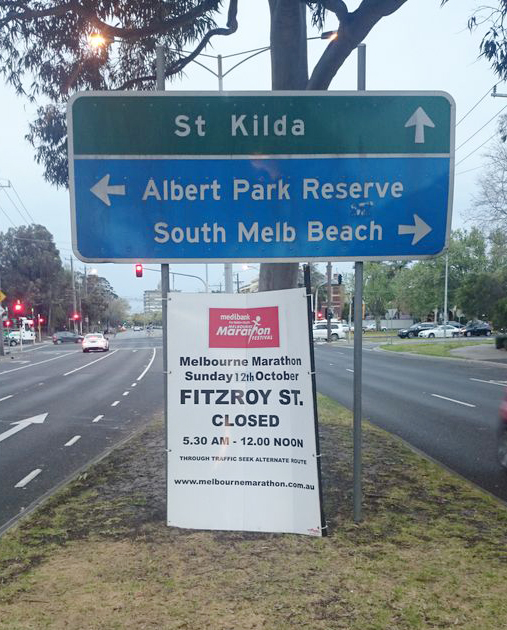 St Kilda
Albert Park Reserve
South Melb Beach
medibank
Marathon
FESTIVAL
Melbourne Marathon
Sunday 12th October
FITZROY ST.
CLOSED
5.30 AM - 12.00 NOON
THROUGH TRAFFIC SEEK ALTERNATE ROUTE
www.melbournemarathon.com.au